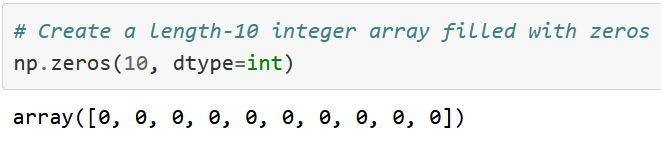 # Create a length-10 integer array filled with zeros
np.zeros(10, dtype=int)
array([0, 0, 0, 0, 0, 0, 0, 0, 0, 0])